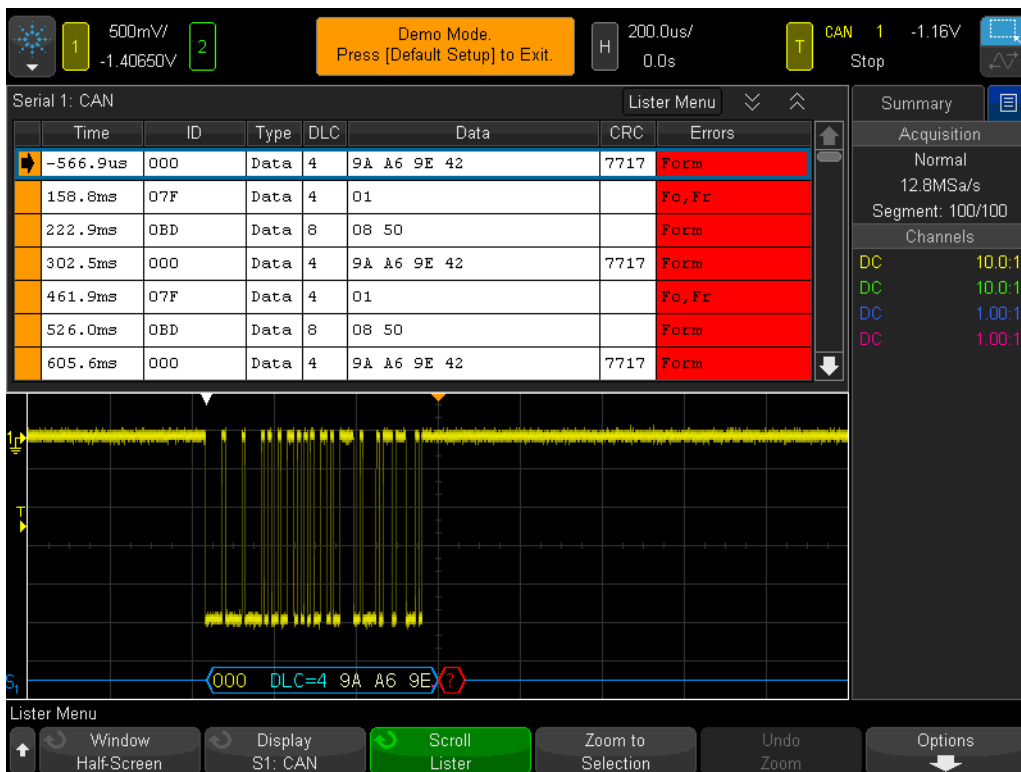 1 500mV/ 2 Demo Mode. H 200.0us/ T CAN 1 -1.16V
-1.40650V Press [Default Setup] to Exit. 0.0s Stop
Serial 1: CAN Lister Menu
Time ID Type DLC Data CRC Errors
-566.9us 000 Data 4 9A A6 9E 42 7717 Form
158.8ms 07F Data 4 01 Fo,Fr
222.9ms 0BD Data 8 08 50 Form
302.5ms 000 Data 4 9A A6 9E 42 7717 Form
461.9ms 07F Data 4 01 Fo,Fr
526.0ms 0BD Data 8 08 50 Form
605.6ms 000 Data 4 9A A6 9E 42 7717 Form
Summary
Acquisition
Normal
12.8MSa/s
Segment: 100/100
Channels
DC 10.0:1
DC 10.0:1
DC 1.00:1
DC 1.00:1
1
T
S1 000 DLC=4 9A A6 9E ?
Lister Menu
Window Display Scroll Zoom to Undo Options
Half-Screen S1: CAN Lister Selection Zoom